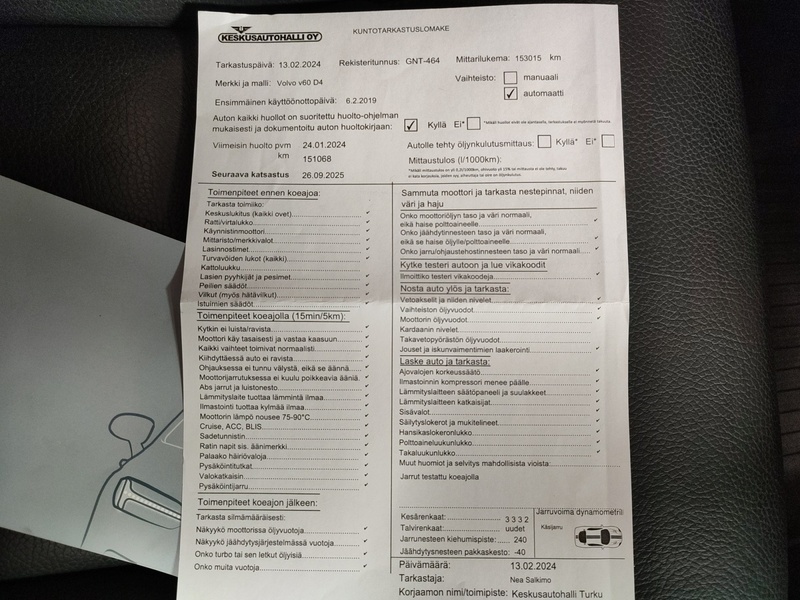 KESKUSAUTOHALLI OY
KUNTOTARKASTUSLOMAKE
Tarkastuspäivä: 13.02.2024 Rekisteritunnus: GNT-464 Mittarilukema: 153015 km
Merkki ja malli: Volvo v60 D4
Vaihteisto: manuaali
automaatti
Ensimmäinen käyttöönottopäivä: 6.2.2019
Auton kaikki huollot on suoritettu huolto-ohjelman
mukaisesti ja dokumentoitu auton huoltokirjaan: ✓ Kyllä Ei*
Viimeisin huolto pvm 24.01.2024
km 151068
Autolle tehty öljynkulutusmittaus: Kyllä* Ei*
Mittaustulos (l/1000km):
Seuraava katsastus 26.09.2025
Toimenpiteet ennen koeajoa:
Tarkasta toimiiko:
Keskuslukitus (kaikki ovet)
Ratti/virtalukko
Käynnistinmoottori
Mittaristo/merkkivalot
Lasinnostimet
Turvavöiden lukot (kaikki)
Kattoluukku
Lasien pyyhkijät ja pesimet
Peilien säädöt
Vilkut (myös hätävilkut)
Istuimien säädöt
Toimenpiteet koeajolla (15min/5km):
Kytkin ei luista/ravista
Moottori käy tasaisesti ja vastaa kaasuun
Kaikki vaihteet toimivat normaalisti
Kiihdyttäessä auto ei ravista
Ohjauksessa ei tunnu välystä, eikä se äännä
Moottorijarrutuksessa ei kuulu poikkeavia ääniä
Abs jarrut ja luistonesto
Lämmityslaite tuottaa lämmintä ilmaa
Ilmastointi tuottaa kylmää ilmaa
Moottorin lämpö nousee 75-90°C
Cruise, ACC, BLIS
Sadetunnistin
Ratin napit sis. äänimerkki
Palaako häiriövaloja
Pysäköintitutkat
Valokatkaisin
Pysäköintijarru
Toimenpiteet koeajon jälkeen:
Tarkasta silmämääräisesti:
Näkyykö moottorissa öljyvuotoja
Näkyykö jäähdytysjärjestelmässä vuotoja
Onko turbo tai sen letkut öljyisiä
Onko muita vuotoja
Sammuta moottori ja tarkasta nestepinnat, niiden
väri ja haju
Onko moottoriöljyn taso ja väri normaali,
eikä haise polttoaineelle
Onko jäähdytinnesteen taso ja väri normaali,
eikä se haise öljylle/polttoaineelle
Onko jarru/ohjaustehostinnesteen taso ja väri normaali
Kytke testeri autoon ja lue vikakoodit
Ilmoittiko testeri vikakoodeja
Nosta auto ylös ja tarkasta:
Vetoakselit ja niiden nivelet
Vaihteiston öljyvuodot
Moottorin öljyvuodot
Kardaanin nivelet
Takavetopyörästön öljyvuodot
Jouset ja iskunvaimentimien laakerointi
Laske auto ja tarkasta:
Ajovalojen korkeussäätö
Ilmastoinnin kompressori menee päälle
Lämmityslaitteen säätöpaneeli ja suulakkeet
Lämmityslaitteen katkaisijat
Sisävalot
Säilytyslokerot ja mukitelineet
Hansikaslokeronlukko
Polttoaineluukunlukko
Takaluukunlukko
Muut huomiot ja selvitys mahdollisista vioista:
Jarrut testattu koeajolla
Kesärenkaat: 3 3 3 2
Talvirenkaat: uudet
Jarrunesteen kiehumispiste: 240
Jäähdytysnesteen pakkaskesto: -40
Jarruvoima dynamometril
Käsijarru
Päivämäärä: 13.02.2024
Tarkastaja: Nea Salkimo
Korjaamon nimi/toimipiste: Keskusautohalli Turku